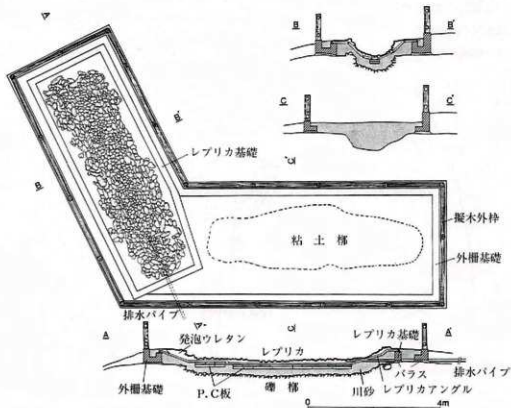 B
B'
C
C'
レプリカ基礎
B'
B
C'
粘土槨
擬木外枠
外柵基礎
排水パイプ
A'
C
A
発泡ウレタン
レプリカ
レプリカ基礎
A'
外柵基礎
P.C板
礫槨
川砂
バラス
排水パイプ
レプリカアングル
0
4m